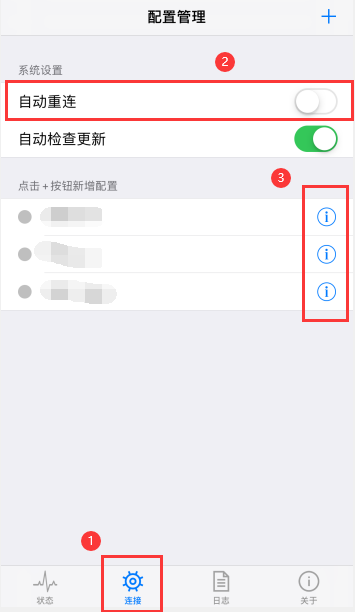 配置管理
系统设置
2
自动重连
自动检查更新
点击 + 按钮新增配置
3
1
状态
连接
日志
关于